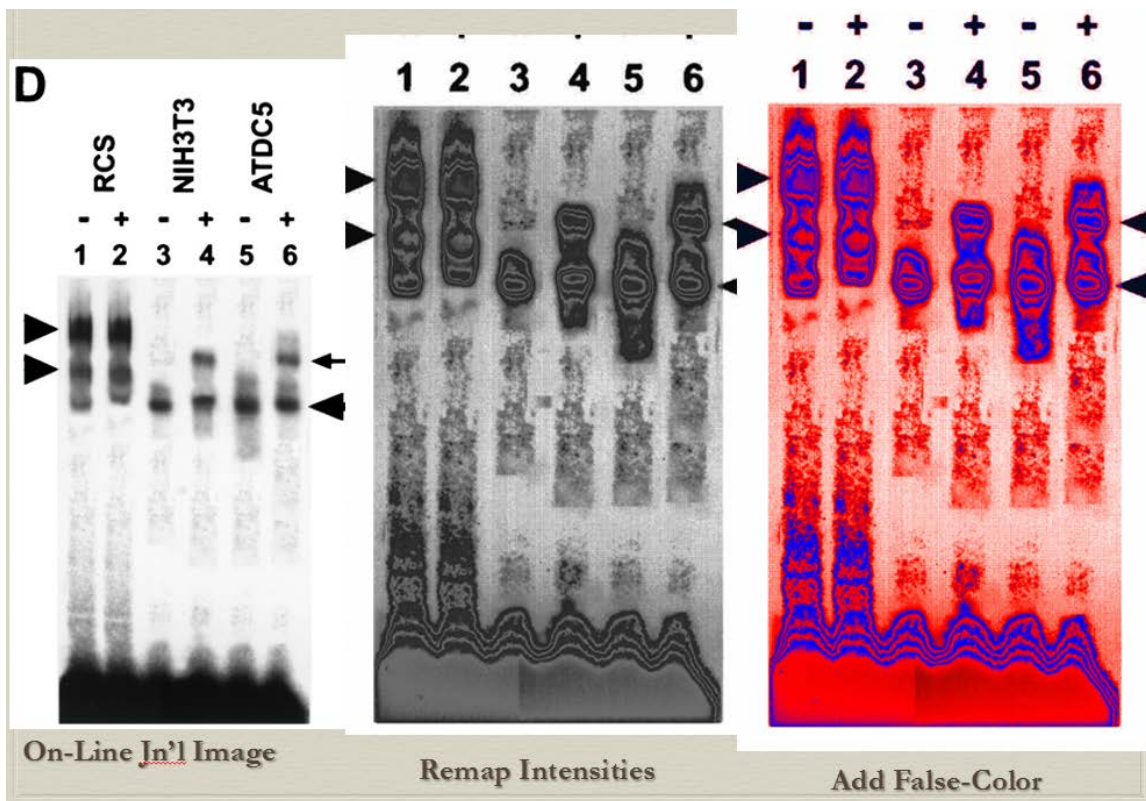 D
RCS NIH3T3 ATDC5
- + - + - +
1 2 3 4 5 6
1 2 3 4 5 6
- + - + - +
1 2 3 4 5 6
On-Line Jn'l Image
Remap Intensities
Add False-Color